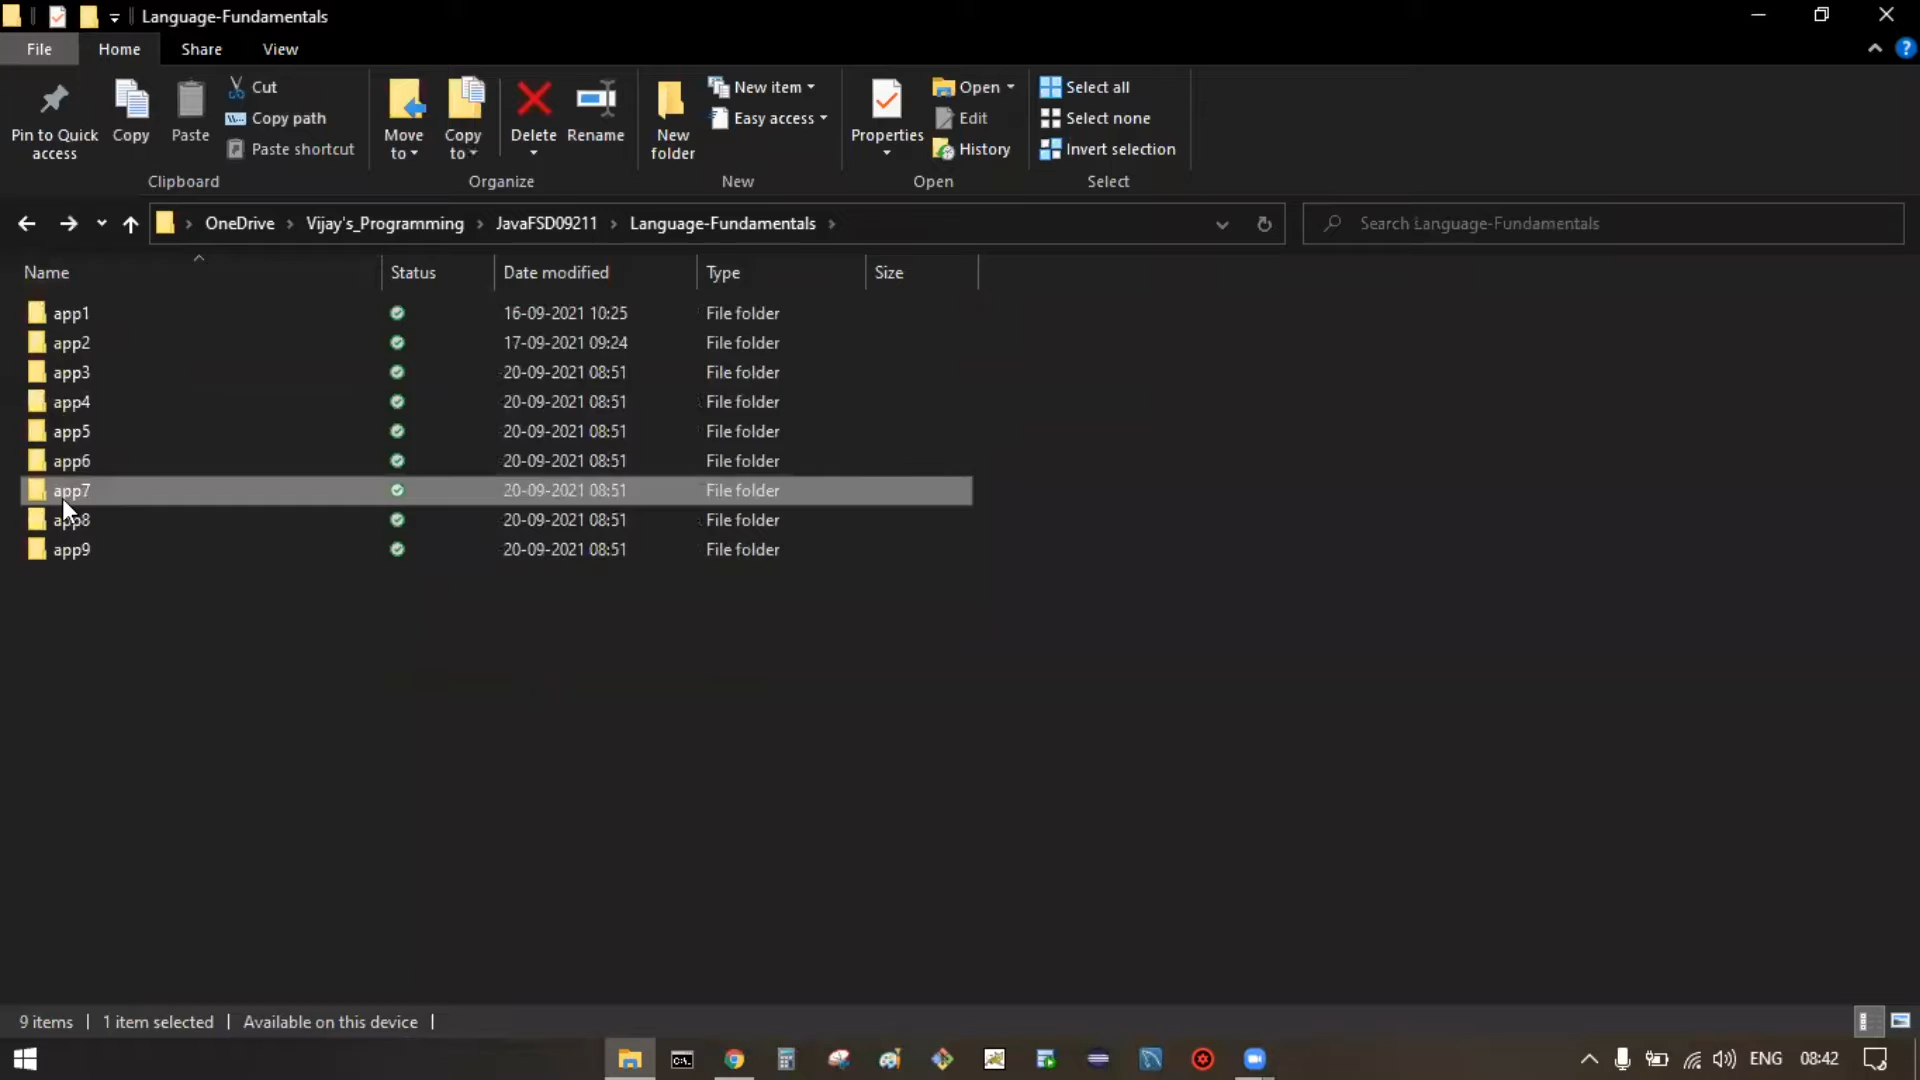 Language-Fundamentals
File Home Share View
Pin to Quick access
Copy
Paste
Cut
Copy path
Paste shortcut
Clipboard
Move to
Copy to
Delete
Rename
Organize
New folder
New item
Easy access
New
Properties
Open
Edit
History
Open
Select all
Select none
Invert selection
Select
OneDrive > Vijay's_Programming > JavaFSD09211 > Language-Fundamentals >
Search Language-Fundamentals
Name Status Date modified Type Size
app1 16-09-2021 10:25 File folder
app2 17-09-2021 09:24 File folder
app3 20-09-2021 08:51 File folder
app4 20-09-2021 08:51 File folder
app5 20-09-2021 08:51 File folder
app6 20-09-2021 08:51 File folder
app7 20-09-2021 08:51 File folder
app8 20-09-2021 08:51 File folder
app9 20-09-2021 08:51 File folder
9 items | 1 item selected | Available on this device |
ENG 08:42